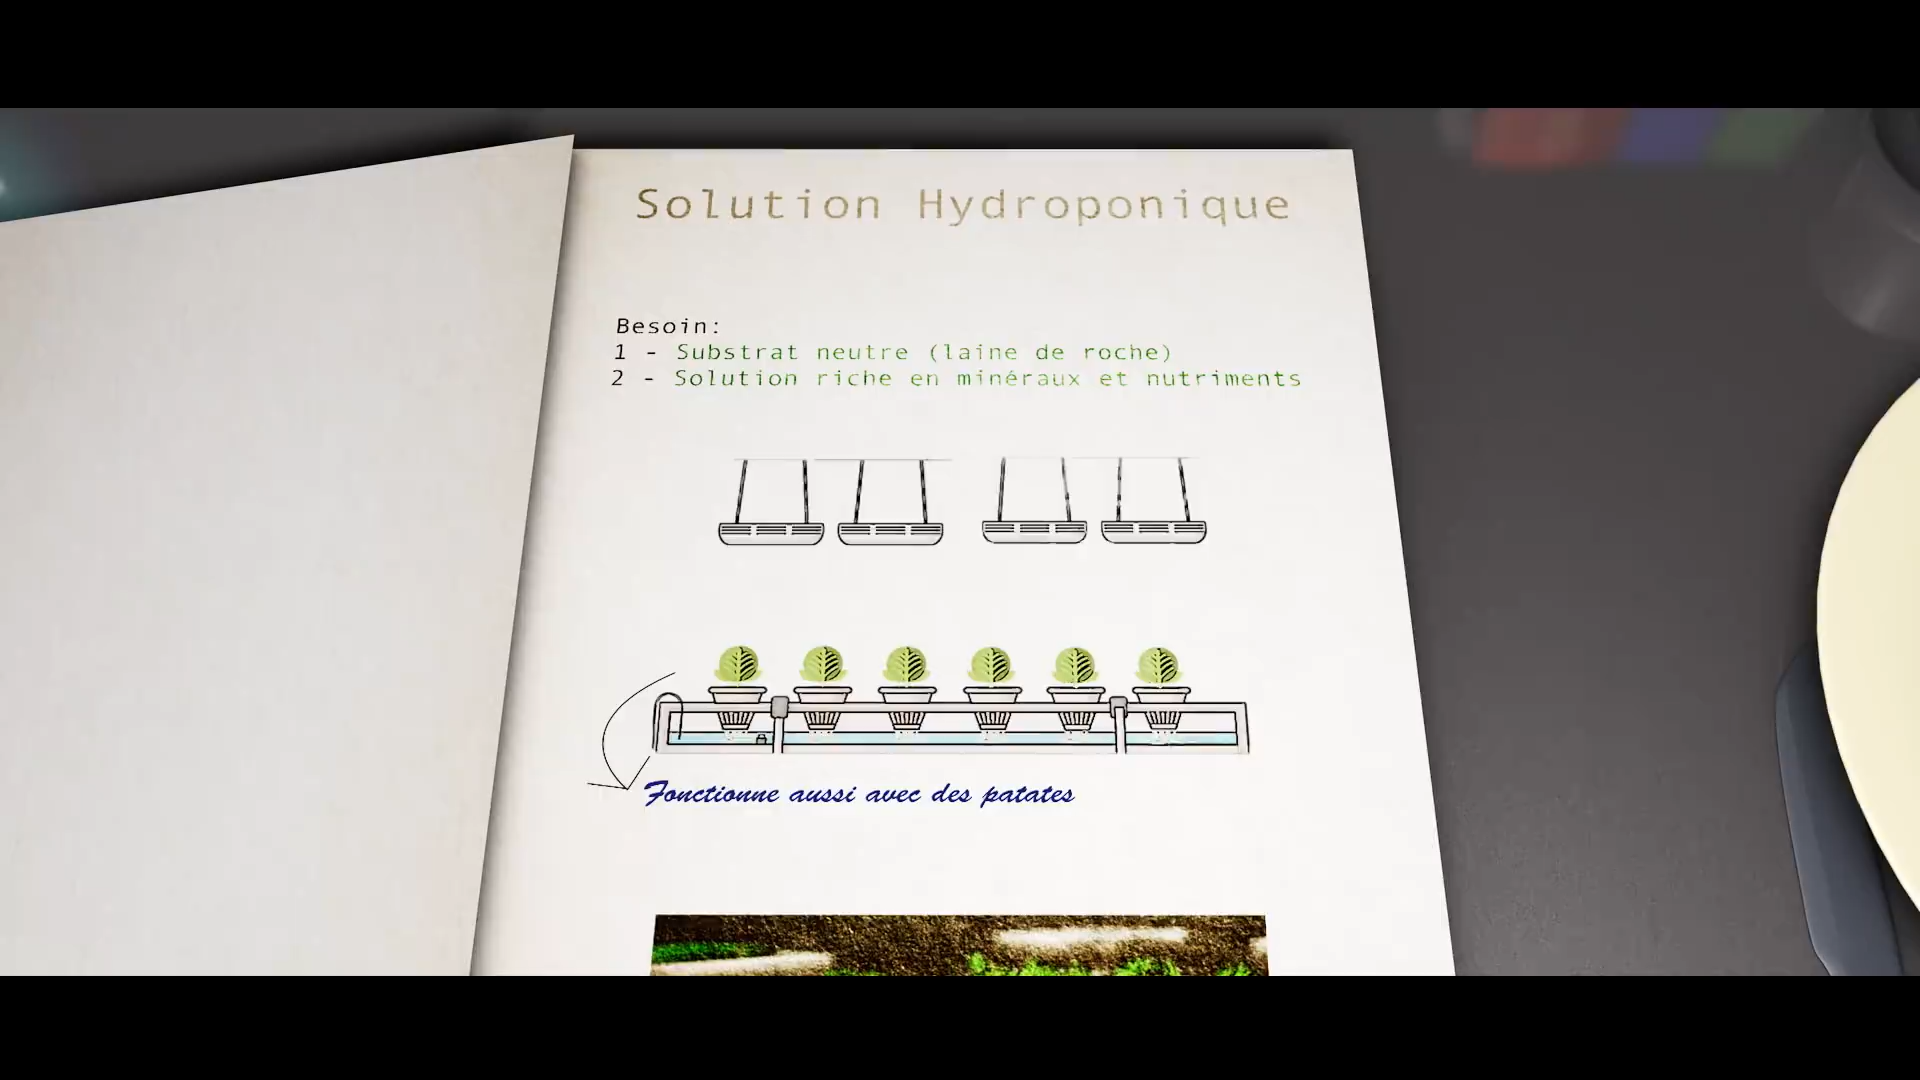 Solution Hydroponique
Besoin:
1 - Substrat neutre (laine de roche)
2 - Solution riche en minéraux et nutriments
Fonctionne aussi avec des patates